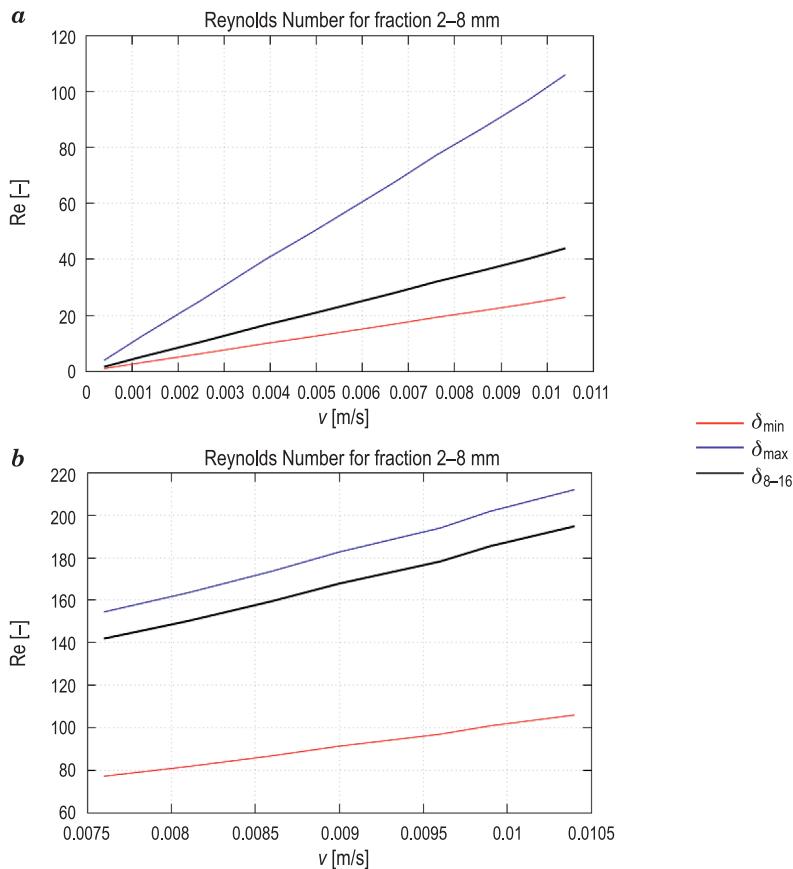 a
Reynolds Number for fraction 2–8 mm
120
100
80
60
40
20
0
Re [–]
0 0.001 0.002 0.003 0.004 0.005 0.006 0.007 0.008 0.009 0.01 0.011
v [m/s]
δmin
δmax
δ8–16
b
Reynolds Number for fraction 2–8 mm
220
200
180
160
140
120
100
80
60
Re [–]
0.0075 0.008 0.0085 0.009 0.0095 0.01 0.0105
v [m/s]